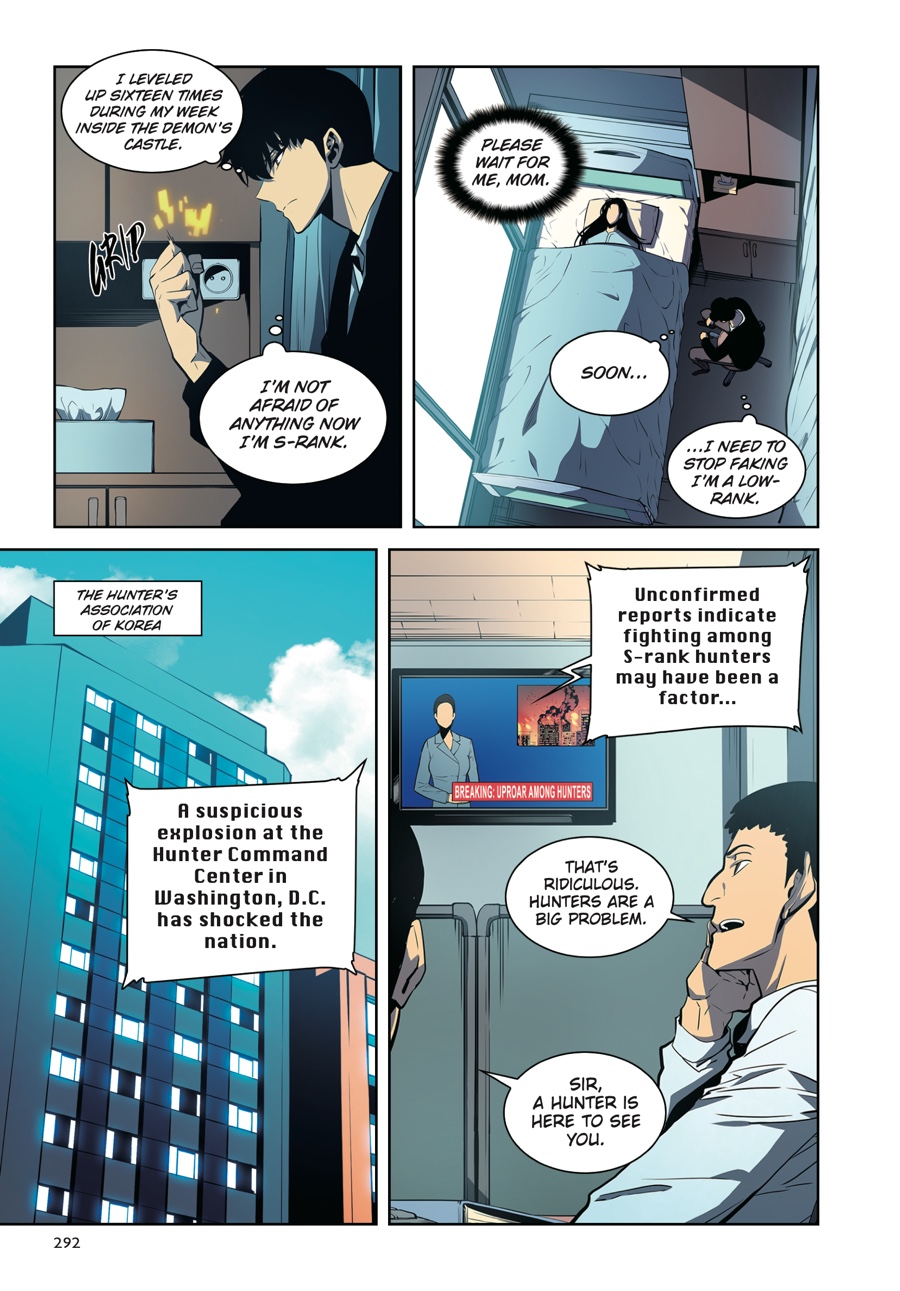 I LEVELED
UP SIXTEEN TIMES
DURING MY WEEK
INSIDE THE DEMON'S
CASTLE.
GRIP
I'M NOT
AFRAID OF
ANYTHING NOW
I'M S-RANK.
PLEASE
WAIT FOR
ME, MOM.
SOON...
...I NEED TO
STOP FAKING
I'M A LOW-
RANK.
THE HUNTER'S
ASSOCIATION
OF KOREA
A suspicious
explosion at the
Hunter Command
Center in
Washington, D.C.
has shocked the
nation.
Unconfirmed
reports indicate
fighting among
S-rank hunters
may have been a
factor...
BREAKING: UPROAR AMONG HUNTERS
THAT'S
RIDICULOUS.
HUNTERS ARE A
BIG PROBLEM.
SIR,
A HUNTER IS
HERE TO SEE
YOU.
292